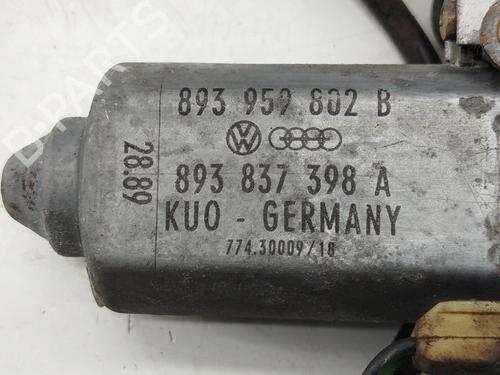 893 959 802 B
893 837 398 A
KUO - GERMANY
774.30009/18
28.89
B-PARTS